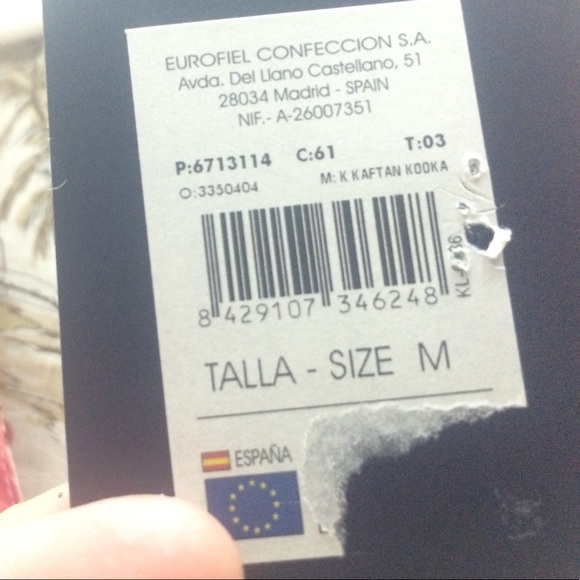 EUROFIEL CONFECCION S.A.
Avda. Del Llano Castellano, 51
28034 Madrid - SPAIN
NIF.- A-26007351
P:6713114 C:61 T:03
O:3350404 M: K KAFTAN KOOKA
8 429107 346248
TALLA - SIZE M
ESPAÑA